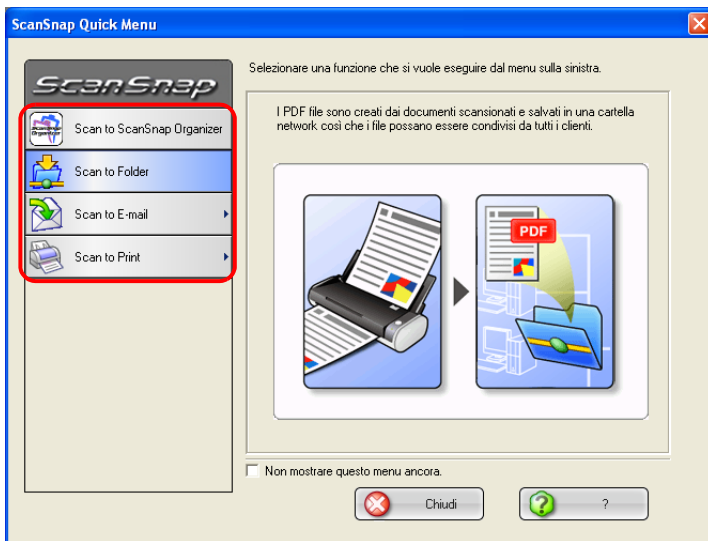 ScanSnap Quick Menu
ScanSnap
Selezionare una funzione che si vuole eseguire dal menu sulla sinistra.
Scan to ScanSnap Organizer
Scan to Folder
Scan to E-mail
Scan to Print
I PDF file sono creati dai documenti scansionati e salvati in una cartella
network così che i file possano essere condivisi da tutti i clienti.
PDF
Non mostrare questo menu ancora.
Chiudi
?